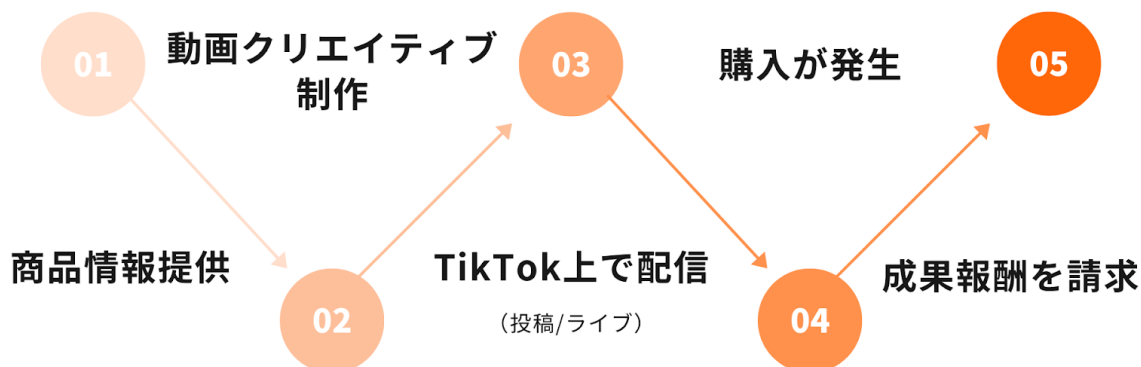 01
商品情報提供
02
動画クリエイティブ
制作
03
TikTok上で配信
（投稿/ライブ）
04
購入が発生
05
成果報酬を請求